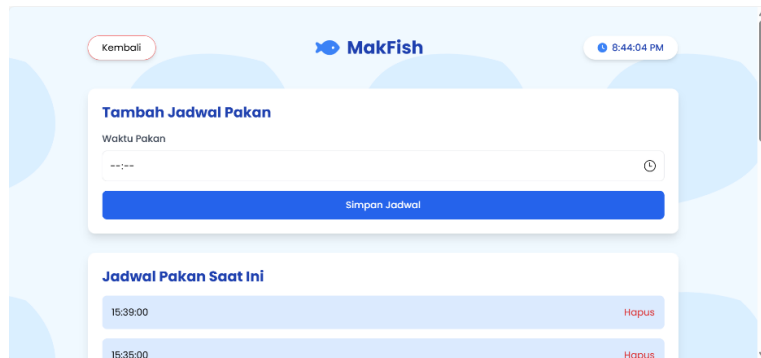 Kembali
MakFish
8:44:04 PM
Tambah Jadwal Pakan
Waktu Pakan
--:--
Simpan Jadwal
Jadwal Pakan Saat Ini
15:39:00 Hapus
15:35:00 Hapus